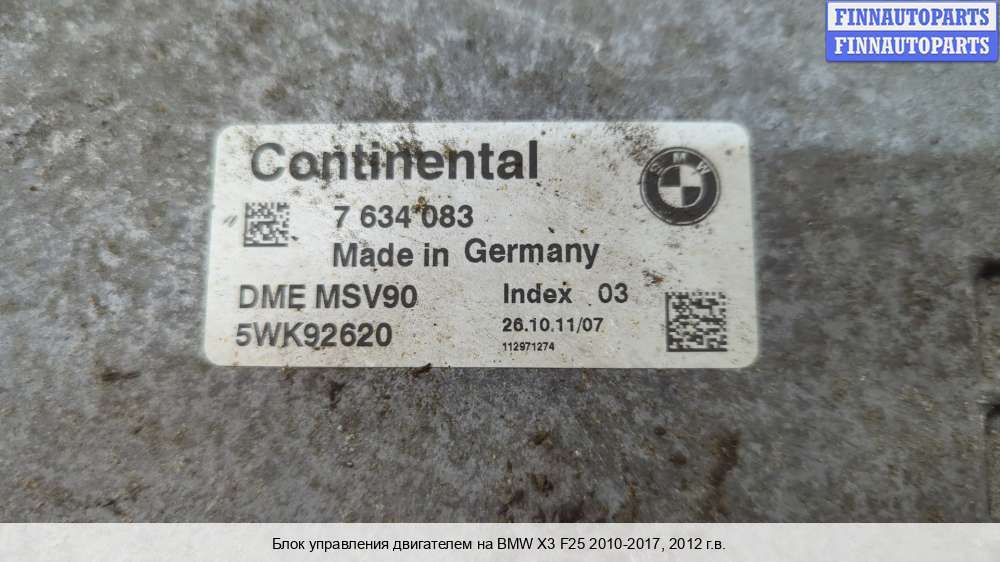 FINNAUTOPARTS
FINNAUTOPARTS
Continental
BMW
7 634 083
Made in Germany
DME MSV90
Index 03
5WK92620
26.10.11/07
112971274
Блок управления двигателем на BMW X3 F25 2010-2017, 2012 г.в.